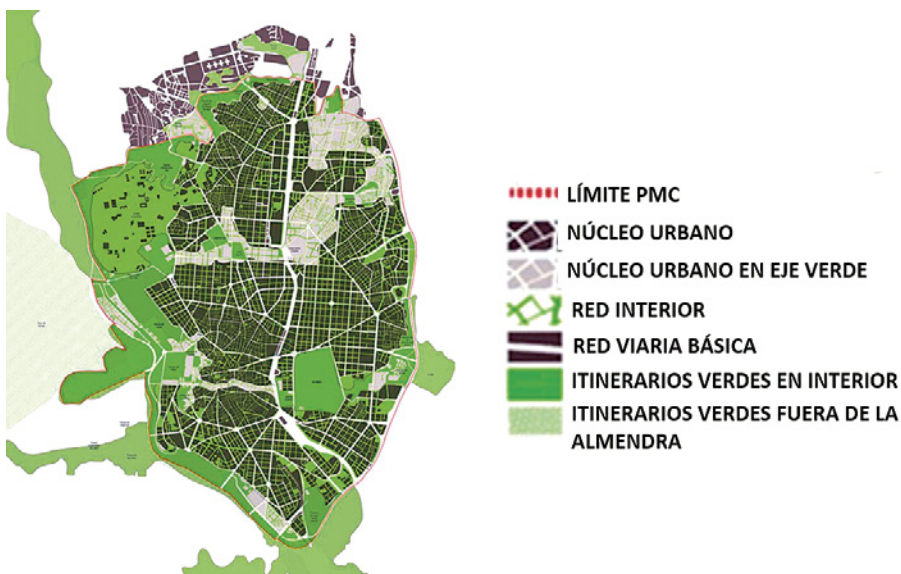 LÍMITE PMC
NÚCLEO URBANO
NÚCLEO URBANO EN EJE VERDE
RED INTERIOR
RED VIARIA BÁSICA
ITINERARIOS VERDES EN INTERIOR
ITINERARIOS VERDES FUERA DE LA
ALMENDRA